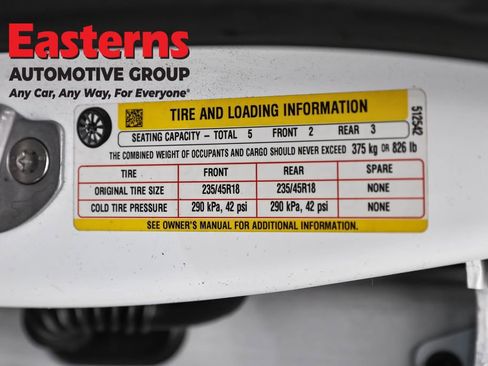 Easterns
AUTOMOTIVE GROUP
Any Car, Any Way, For Everyone®
TIRE AND LOADING INFORMATION
SEATING CAPACITY – TOTAL 5 FRONT 2 REAR 3
THE COMBINED WEIGHT OF OCCUPANTS AND CARGO SHOULD NEVER EXCEED 375 kg OR 826 lb
TIRE FRONT REAR SPARE
ORIGINAL TIRE SIZE 235/45R18 235/45R18 NONE
COLD TIRE PRESSURE 290 kPa, 42 psi 290 kPa, 42 psi NONE
SEE OWNER'S MANUAL FOR ADDITIONAL INFORMATION.
512542